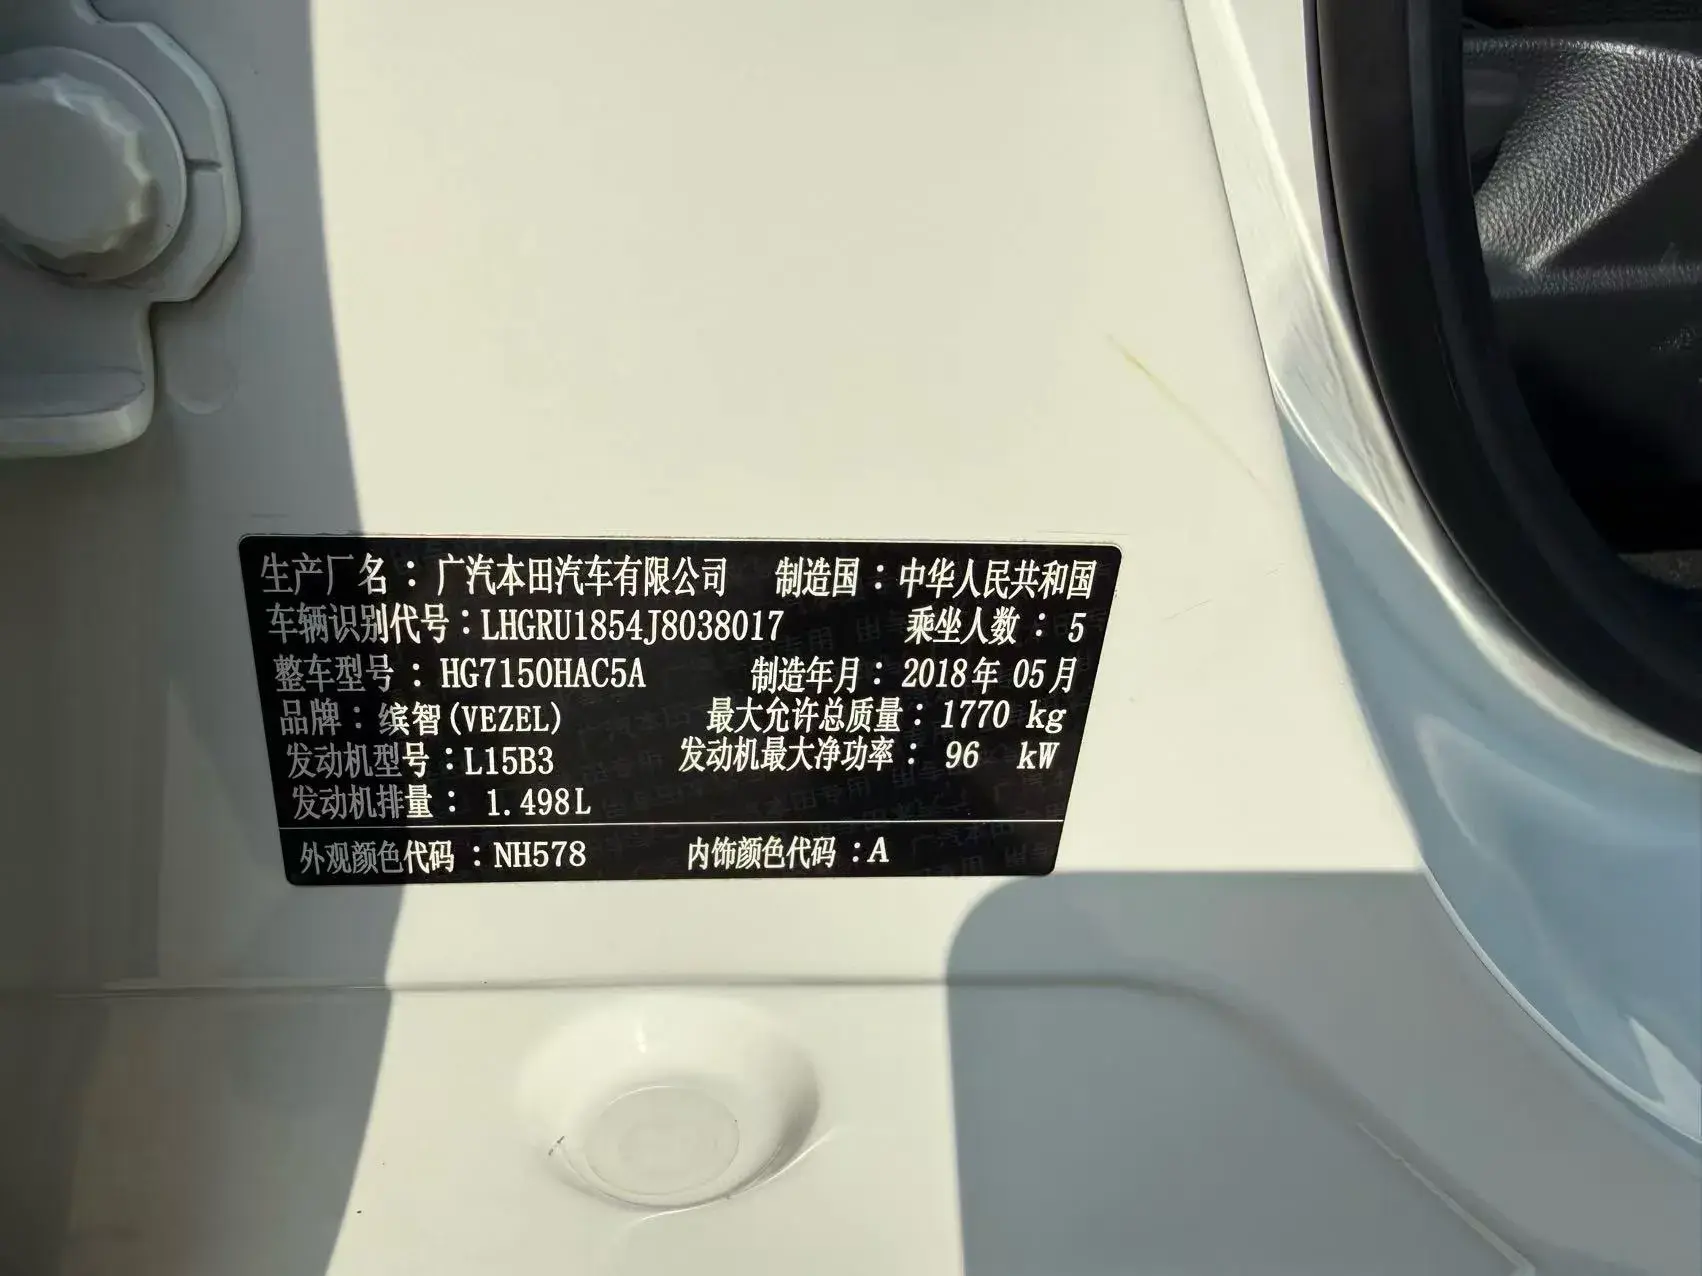 生产厂名：广汽本田汽车有限公司 制造国：中华人民共和国
车辆识别代号：LHGRU1854J8038017 乘坐人数：5
整车型号：HG7150HAC5A 制造年月：2018年 05月
品牌：缤智(VEZEL) 最大允许总质量：1770 kg
发动机型号：L15B3 发动机最大净功率：96 kW
发动机排量：1.498L
外观颜色代码：NH578 内饰颜色代码：A